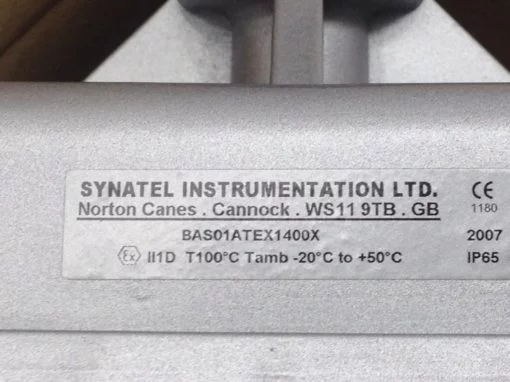 SYNATEL INSTRUMENTATION LTD. CE
Norton Canes . Cannock . WS11 9TB . GB 1180
BAS01ATEX1400X 2007
Ex II1D T100°C Tamb -20°C to +50°C IP65